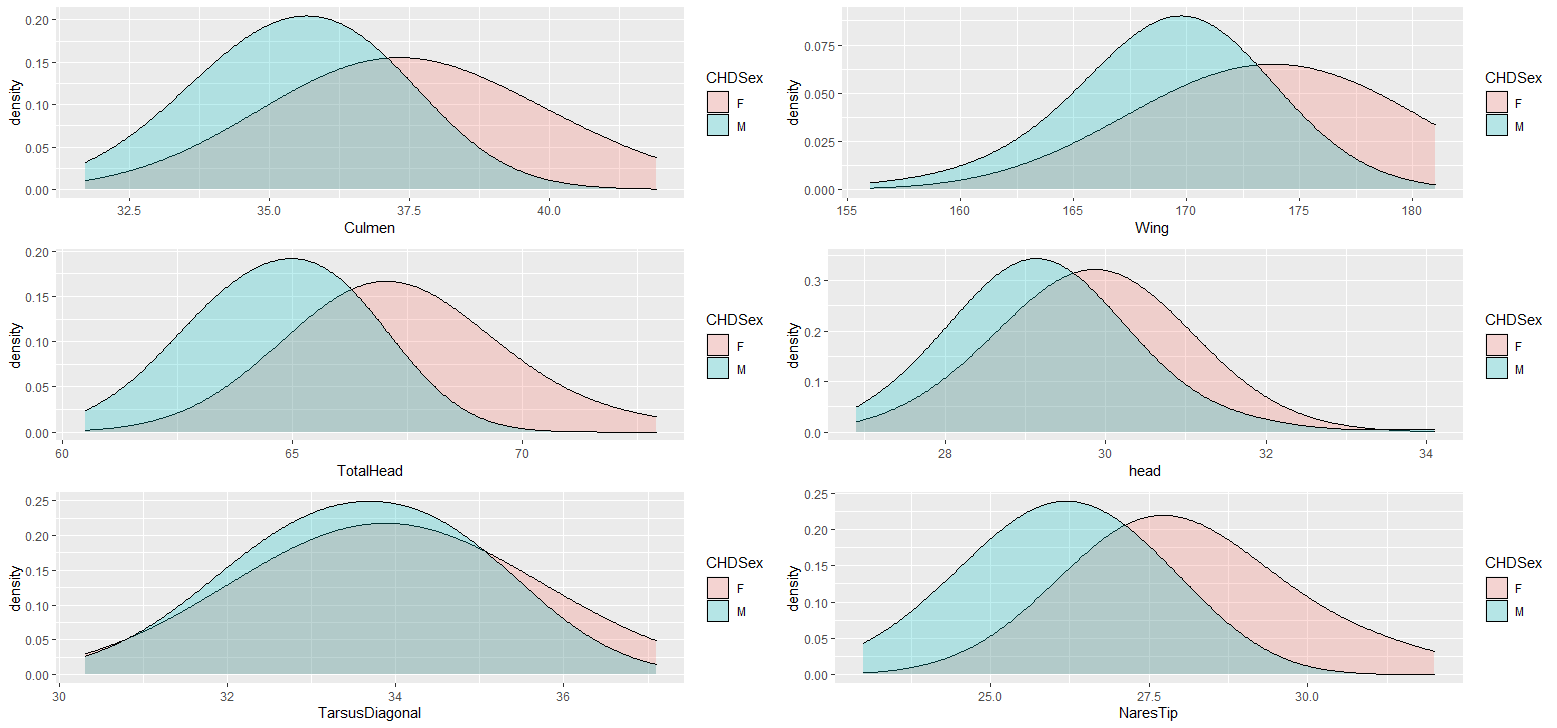 0.20
0.15
0.10
0.05
0.00
density
32.5 35.0 37.5 40.0
Culmen
CHDSex
F
M
0.075
0.050
0.025
0.000
density
155 160 165 170 175 180
Wing
CHDSex
F
M
0.20
0.15
0.10
0.05
0.00
density
60 65 70
TotalHead
CHDSex
F
M
0.3
0.2
0.1
0.0
density
28 30 32 34
head
CHDSex
F
M
0.25
0.20
0.15
0.10
0.05
0.00
density
30 32 34 36
TarsusDiagonal
CHDSex
F
M
0.25
0.20
0.15
0.10
0.05
0.00
density
25.0 27.5 30.0
NaresTip
CHDSex
F
M